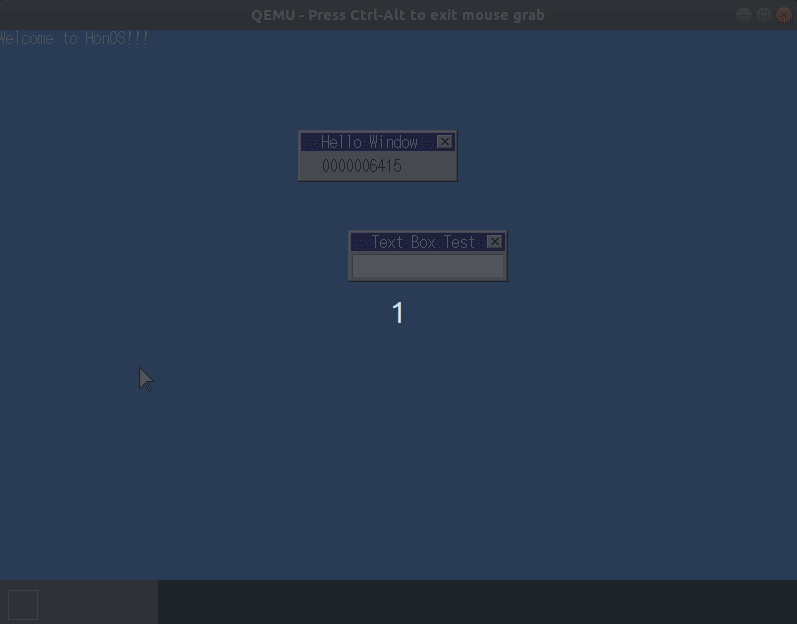 QEMU - Press Ctrl-Alt to exit mouse grab
Welcome to HonOS!!!
Hello Window
0000006415
Text Box Test
1